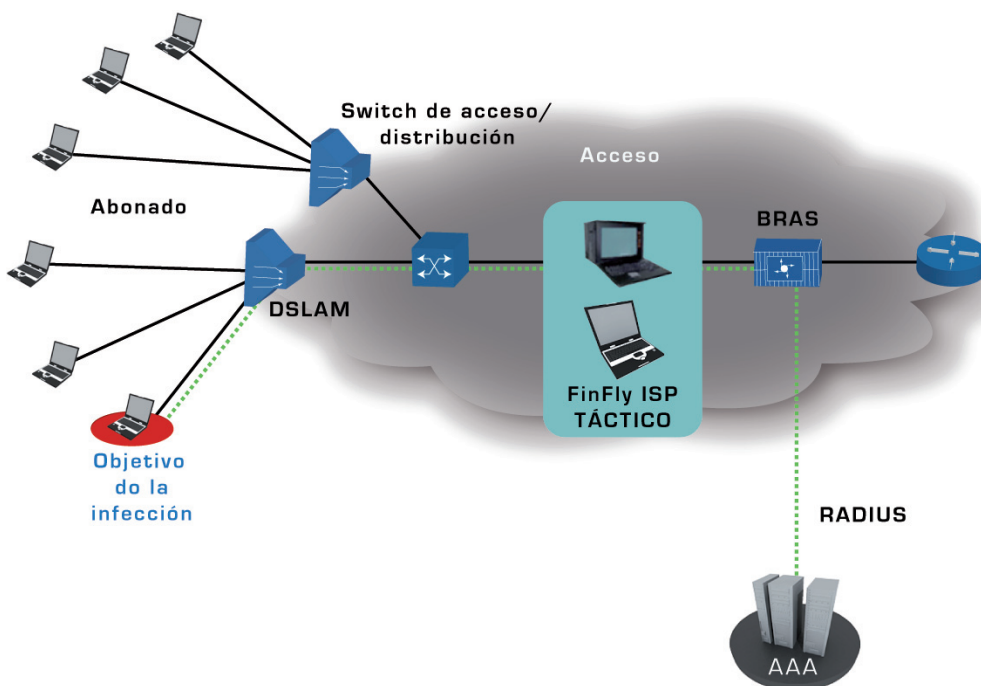 Switch de acceso/
distribución
Acceso
Abonado
BRAS
DSLAM
FinFly ISP
TÁCTICO
Objetivo
do la
infección
RADIUS
AAA